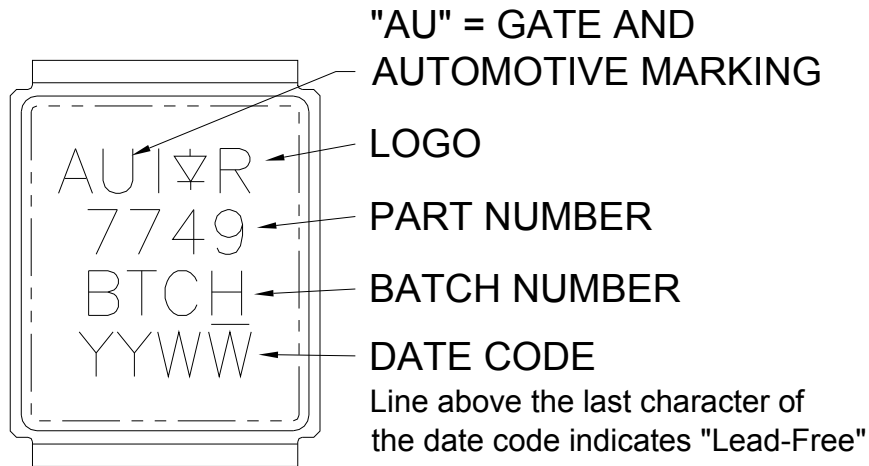 "AU" = GATE AND
AUTOMOTIVE MARKING
AUI R
LOGO
7749
PART NUMBER
BTCH
BATCH NUMBER
YYWW̅
DATE CODE
Line above the last character of
the date code indicates "Lead-Free"